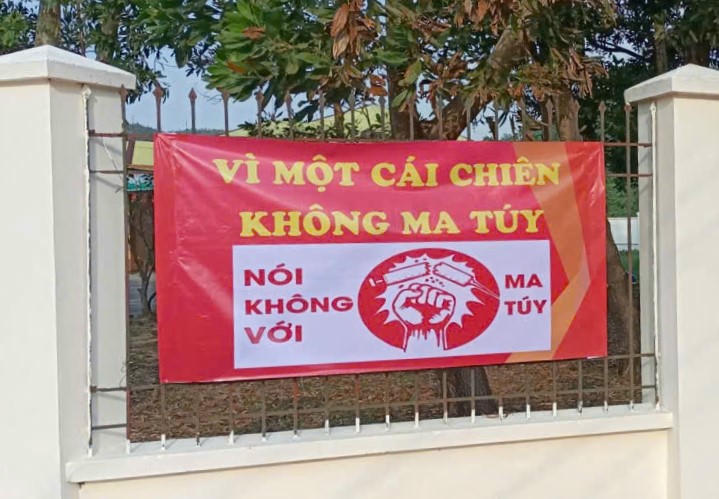 VÌ MỘT CÁI CHIÊN
KHÔNG MA TÚY
NÓI
KHÔNG
VỚI
MA
TÚY